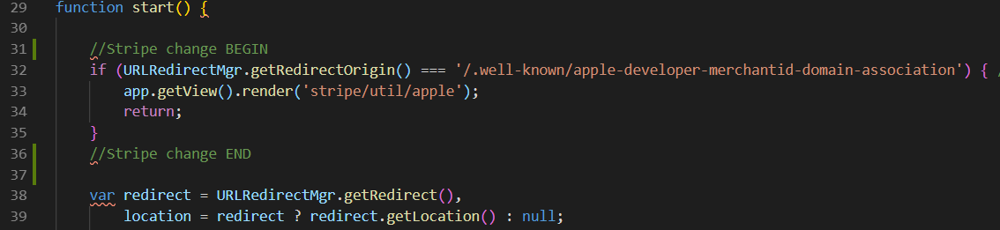 29 function start() {
30
31 //Stripe change BEGIN
32 if (URLRedirectMgr.getRedirectOrigin() === '/.well-known/apple-developer-merchantid-domain-association') { /
33 app.getView().render('stripe/util/apple');
34 return;
35 }
36 //Stripe change END
37
38 var redirect = URLRedirectMgr.getRedirect(),
39 location = redirect ? redirect.getLocation() : null;